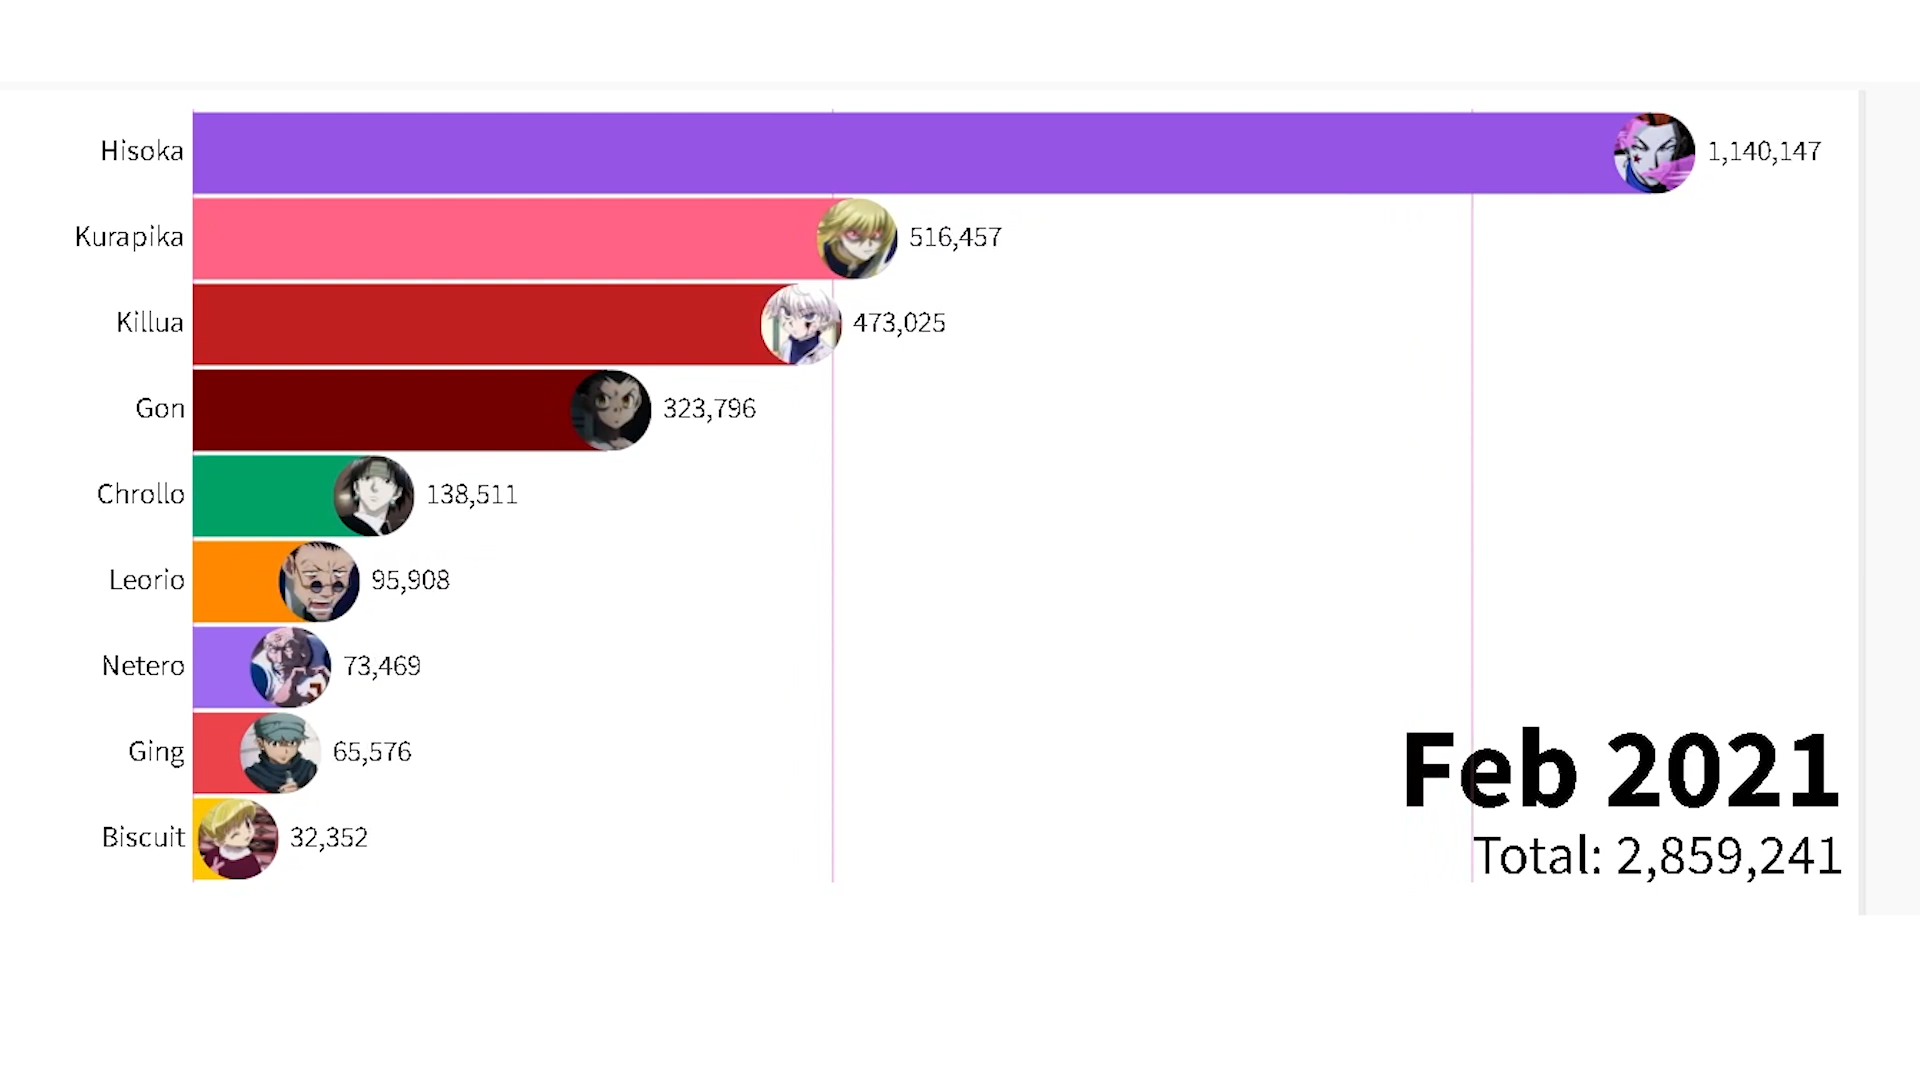 Hisoka 1,140,147
Kurapika 516,457
Killua 473,025
Gon 323,796
Chrollo 138,511
Leorio 95,908
Netero 73,469
Ging 65,576
Biscuit 32,352
Feb 2021
Total: 2,859,241